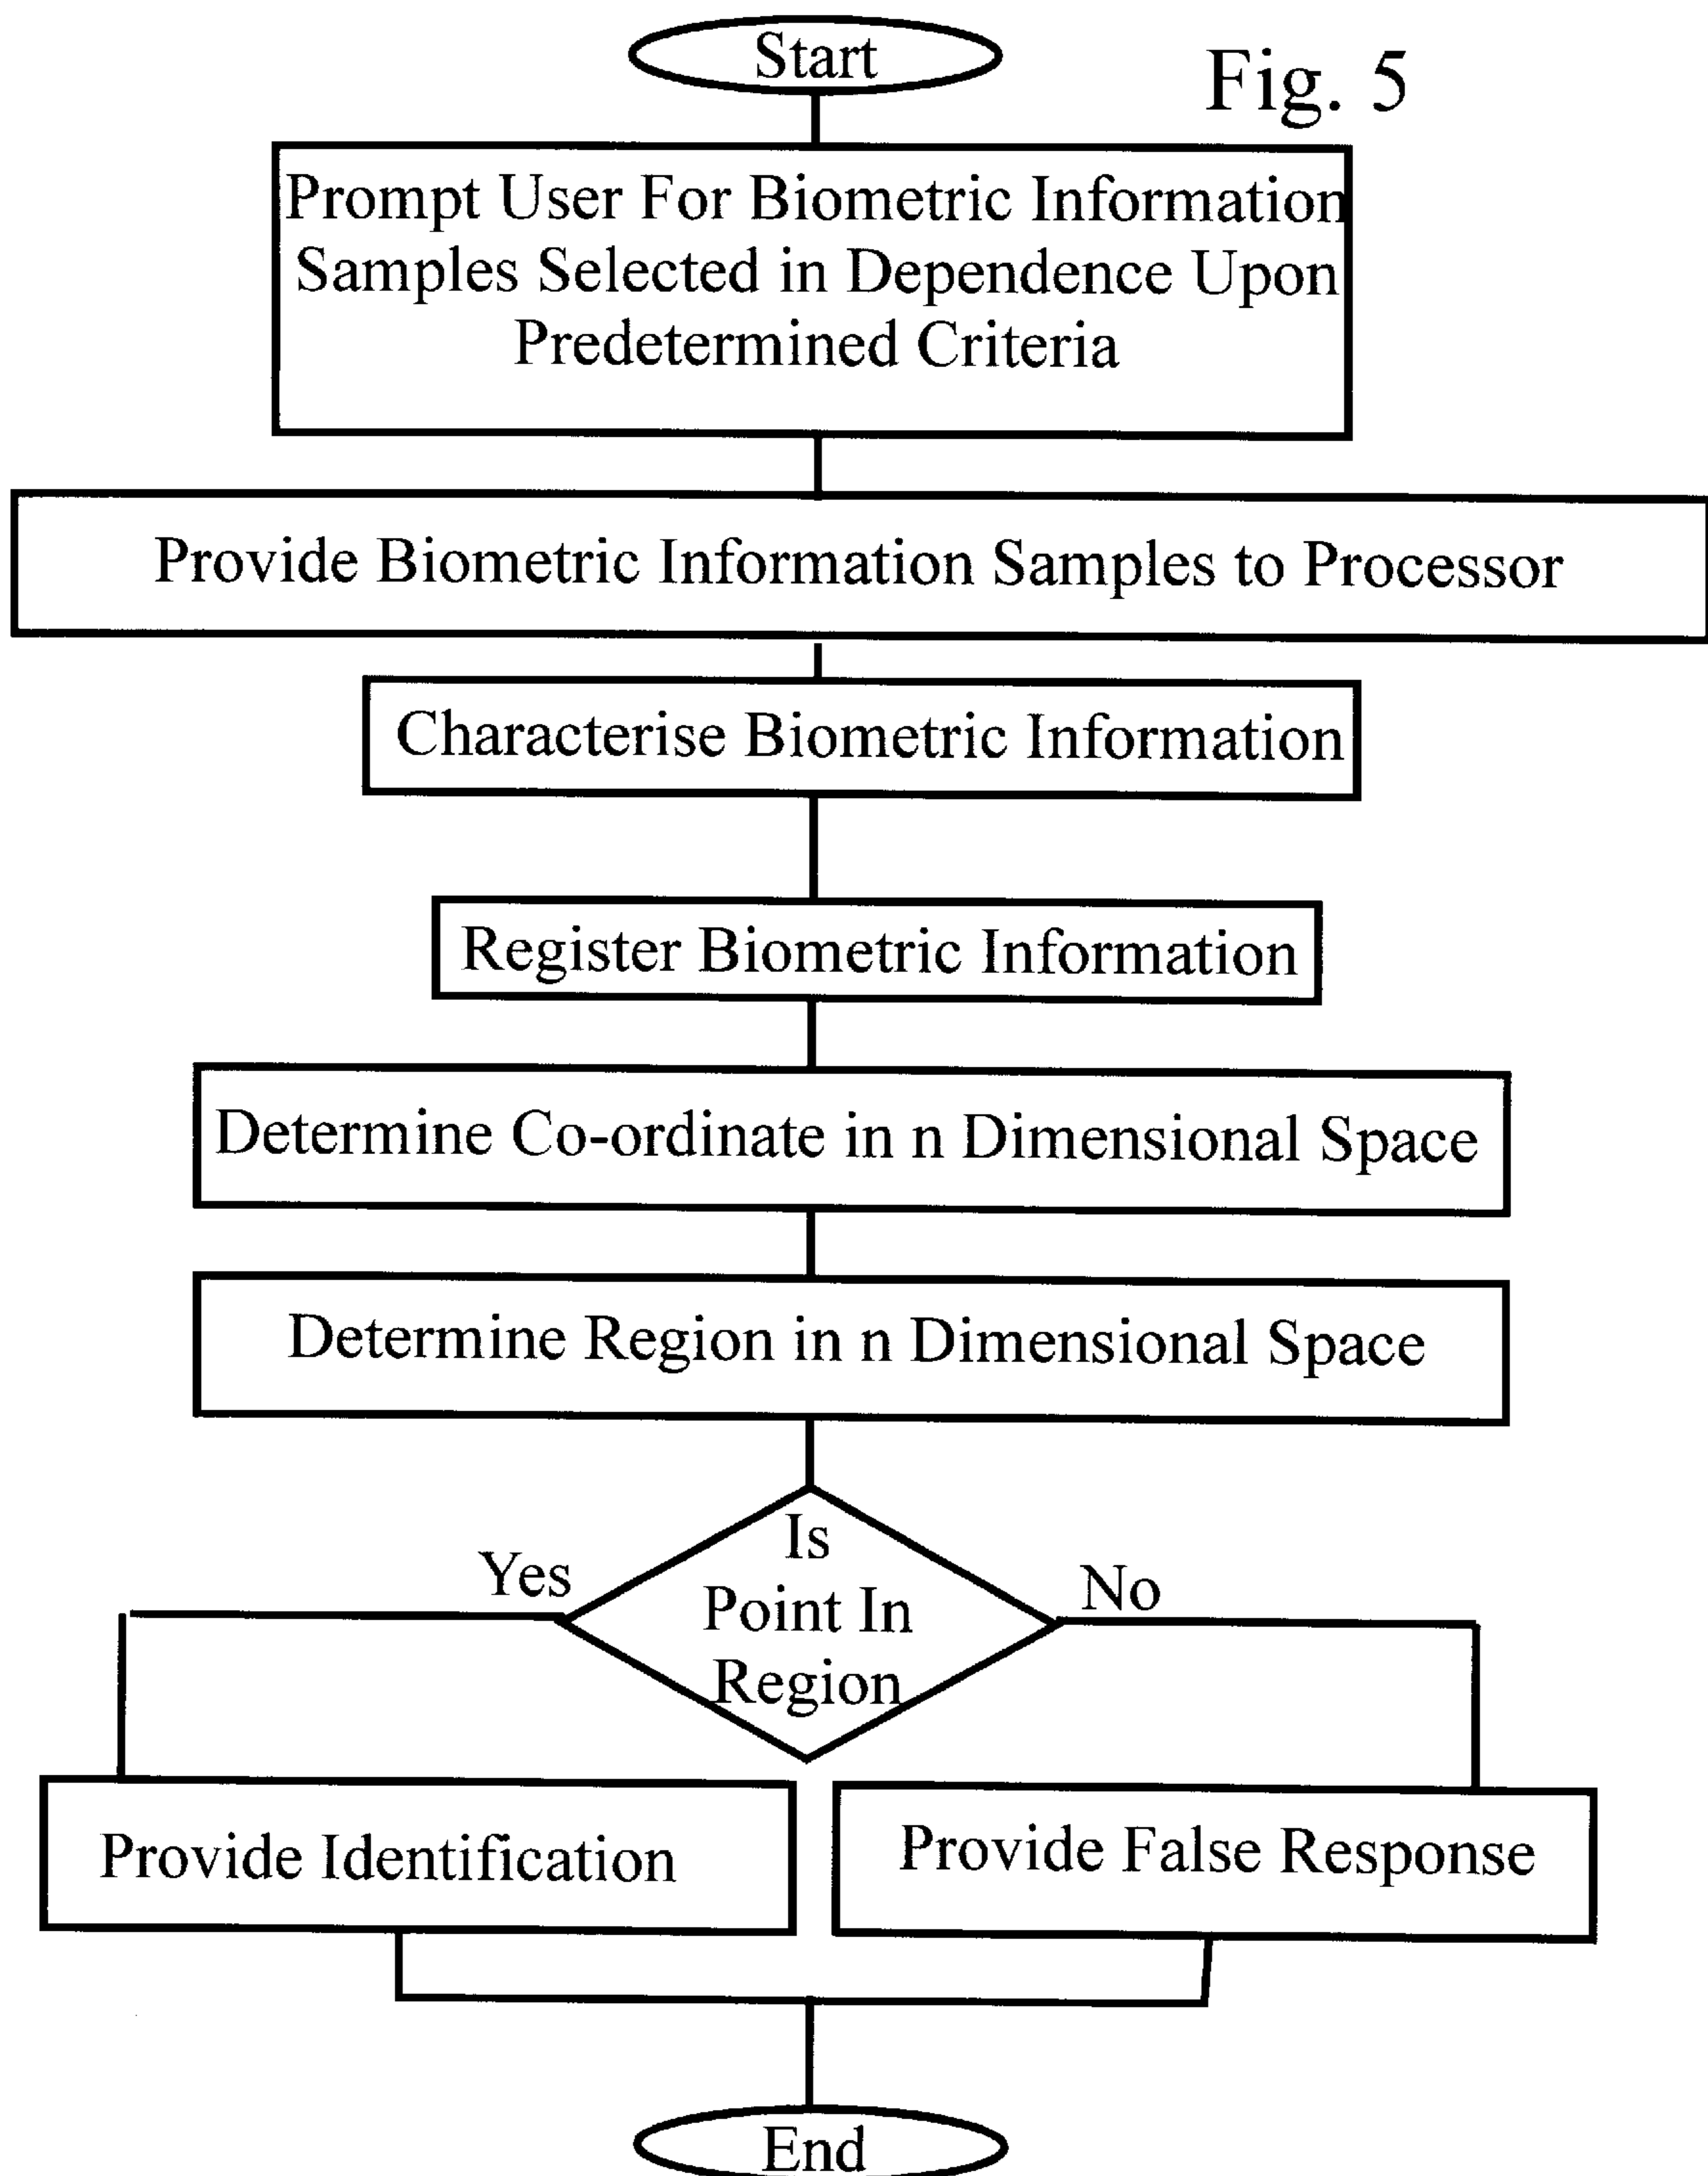 Start
Fig. 5
Prompt User For Biometric Information
Samples Selected in Dependence Upon
Predetermined Criteria
Provide Biometric Information Samples to Processor
Characterise Biometric Information
Register Biometric Information
Determine Co-ordinate in n Dimensional Space
Determine Region in n Dimensional Space
Is
Point In
Region
Yes
No
Provide Identification
Provide False Response
End